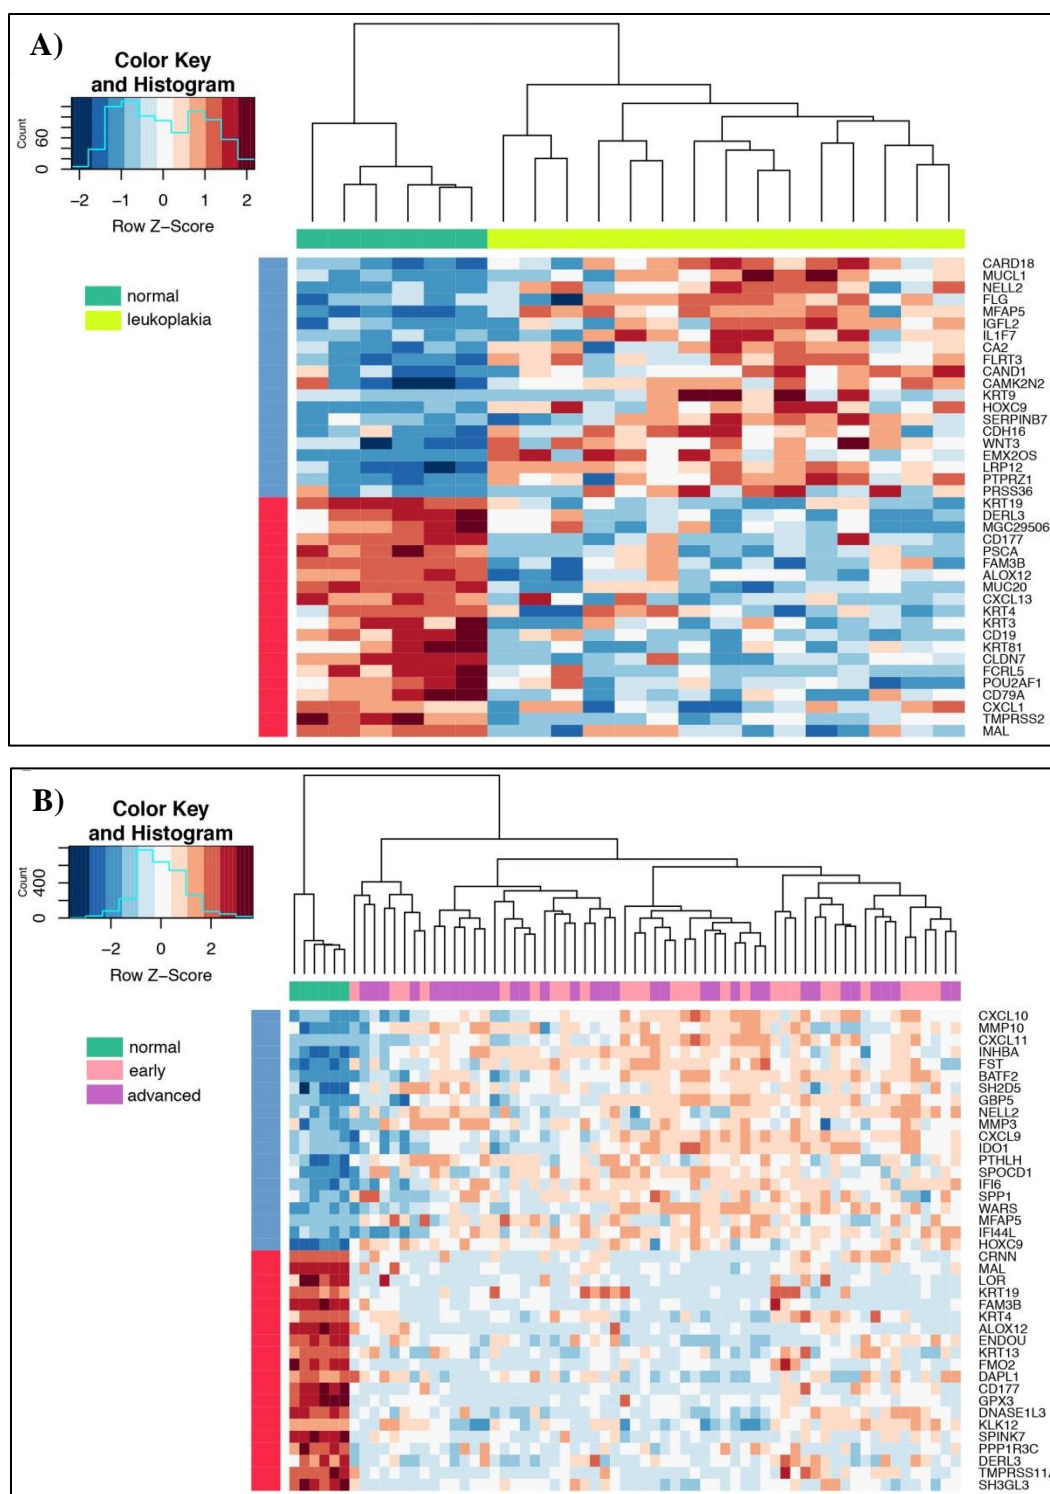 A)
Color Key
and Histogram
Count
0 60
−2 −1 0 1 2
Row Z−Score
normal
leukoplakia
CARD18
MUCL1
NELL2
FLG
MFAP5
IGFL2
IL1F7
CA2
FLRT3
CAND1
CAMK2N2
KRT9
HOXC9
SERPINB7
CDH16
WNT3
EMX2OS
LRP12
PTPRZ1
PRSS36
KRT19
DERL3
MGC29506
CD177
PSCA
FAM3B
ALOX12
MUC20
CXCL13
KRT4
KRT3
CD19
KRT81
CLDN7
FCRL5
POU2AF1
CD79A
CXCL1
TMPRSS2
MAL
B)
Color Key
and Histogram
Count
0 400
−2 0 2
Row Z−Score
normal
early
advanced
CXCL10
MMP10
CXCL11
INHBA
FST
BATF2
SH2D5
GBP5
NELL2
MMP3
CXCL9
IDO1
PTHLH
SPOCD1
IFI6
SPP1
WARS
MFAP5
IFI44L
HOXC9
CRNN
MAL
LOR
KRT19
FAM3B
KRT4
ALOX12
ENDOU
KRT13
FMO2
DAPL1
CD177
GPX3
DNASE1L3
KLK12
SPINK7
PPP1R3C
DERL3
TMPRSS11A
SH3GL3